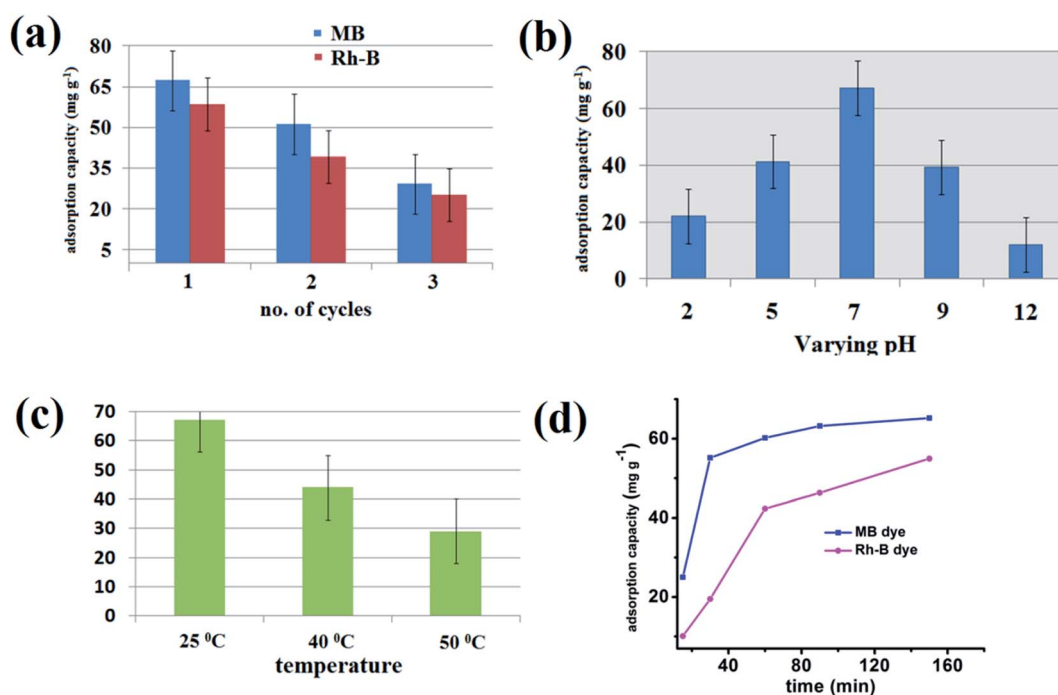 (a)
MB
Rh-B
80
65
50
35
20
5
adsorption capacity (mg g-1)
1 2 3
no. of cycles
(b)
80
60
40
20
0
adsorption capacity (mg g-1)
2 5 7 9 12
Varying pH
(c)
70
60
50
40
30
20
10
0
25 ⁰C 40 ⁰C 50 ⁰C
temperature
(d)
60
40
20
adsorption capacity (mg g-1)
MB dye
Rh-B dye
40 80 120 160
time (min)